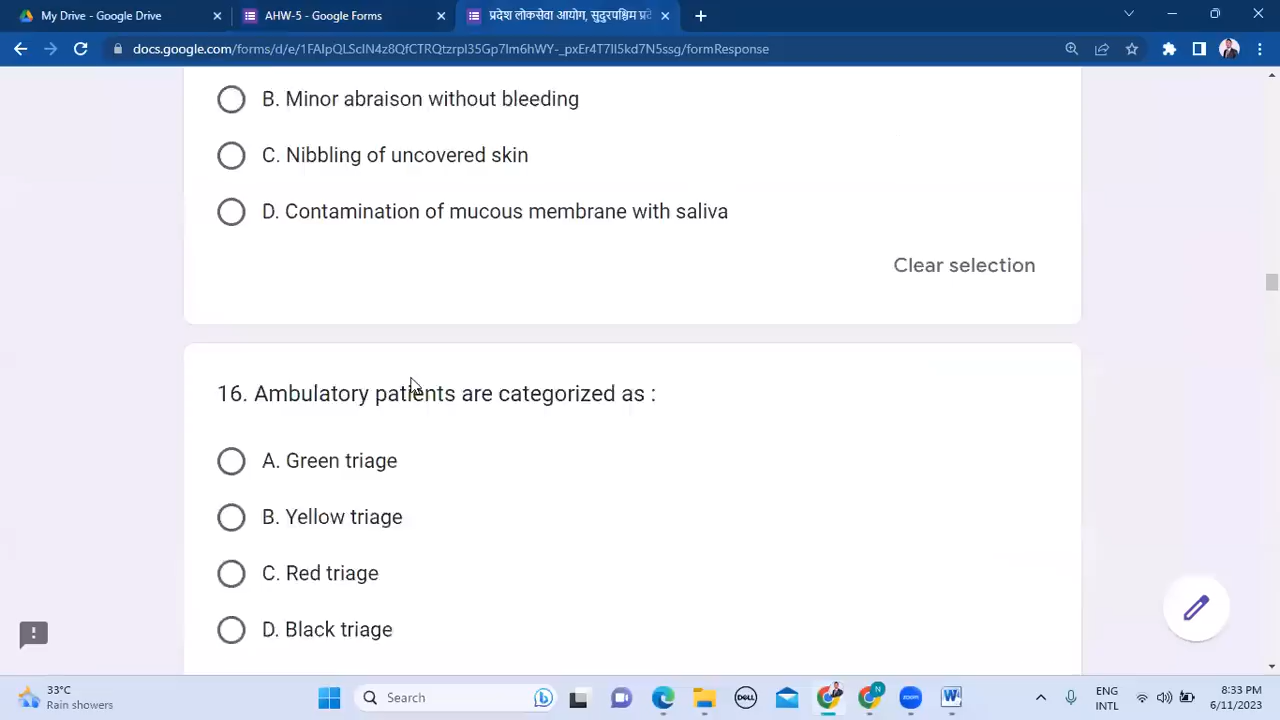 My Drive - Google Drive
AHW-5 - Google Forms
प्रदेश लोकसेवा आयोग, सुदुरपश्चिम प्रदे
docs.google.com/forms/d/e/1FAIpQLSclN4z8QfCTRQtzrpl35Gp7Im6hWY-_pxEr4T7lI5kd7N5ssg/formResponse
B. Minor abraison without bleeding
C. Nibbling of uncovered skin
D. Contamination of mucous membrane with saliva
Clear selection
16. Ambulatory patients are categorized as :
A. Green triage
B. Yellow triage
C. Red triage
D. Black triage
33°C
Rain showers
Search
DELL
N
W
ENG
INTL
8:33 PM
6/11/2023